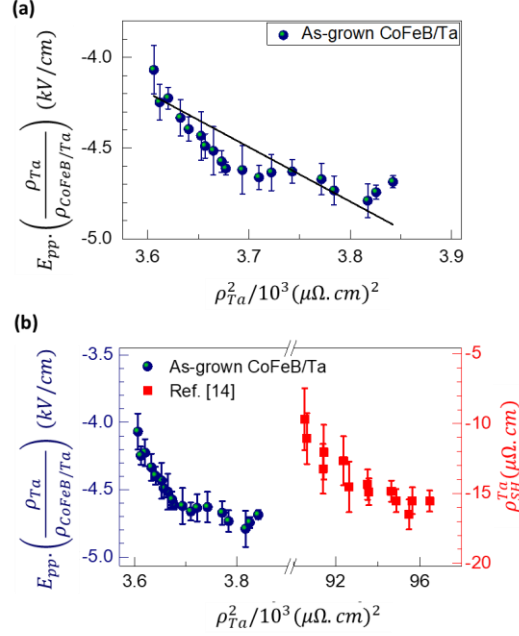 (a)
As-grown CoFeB/Ta
E_pp·(ρ_Ta/ρ_CoFeB/Ta) (kV/cm)
-4.0
-4.5
-5.0
3.6 3.7 3.8 3.9
ρ²_Ta/10³(μΩ.cm)²
(b)
As-grown CoFeB/Ta
Ref. [14]
E_pp·(ρ_Ta/ρ_CoFeB/Ta) (kV/cm)
-3.5
-4.0
-4.5
-5.0
-5
-10
-15
-20
ρ^Ta_SH(μΩ.cm)
3.6 3.8 92 94 96
ρ²_Ta/10³(μΩ.cm)²